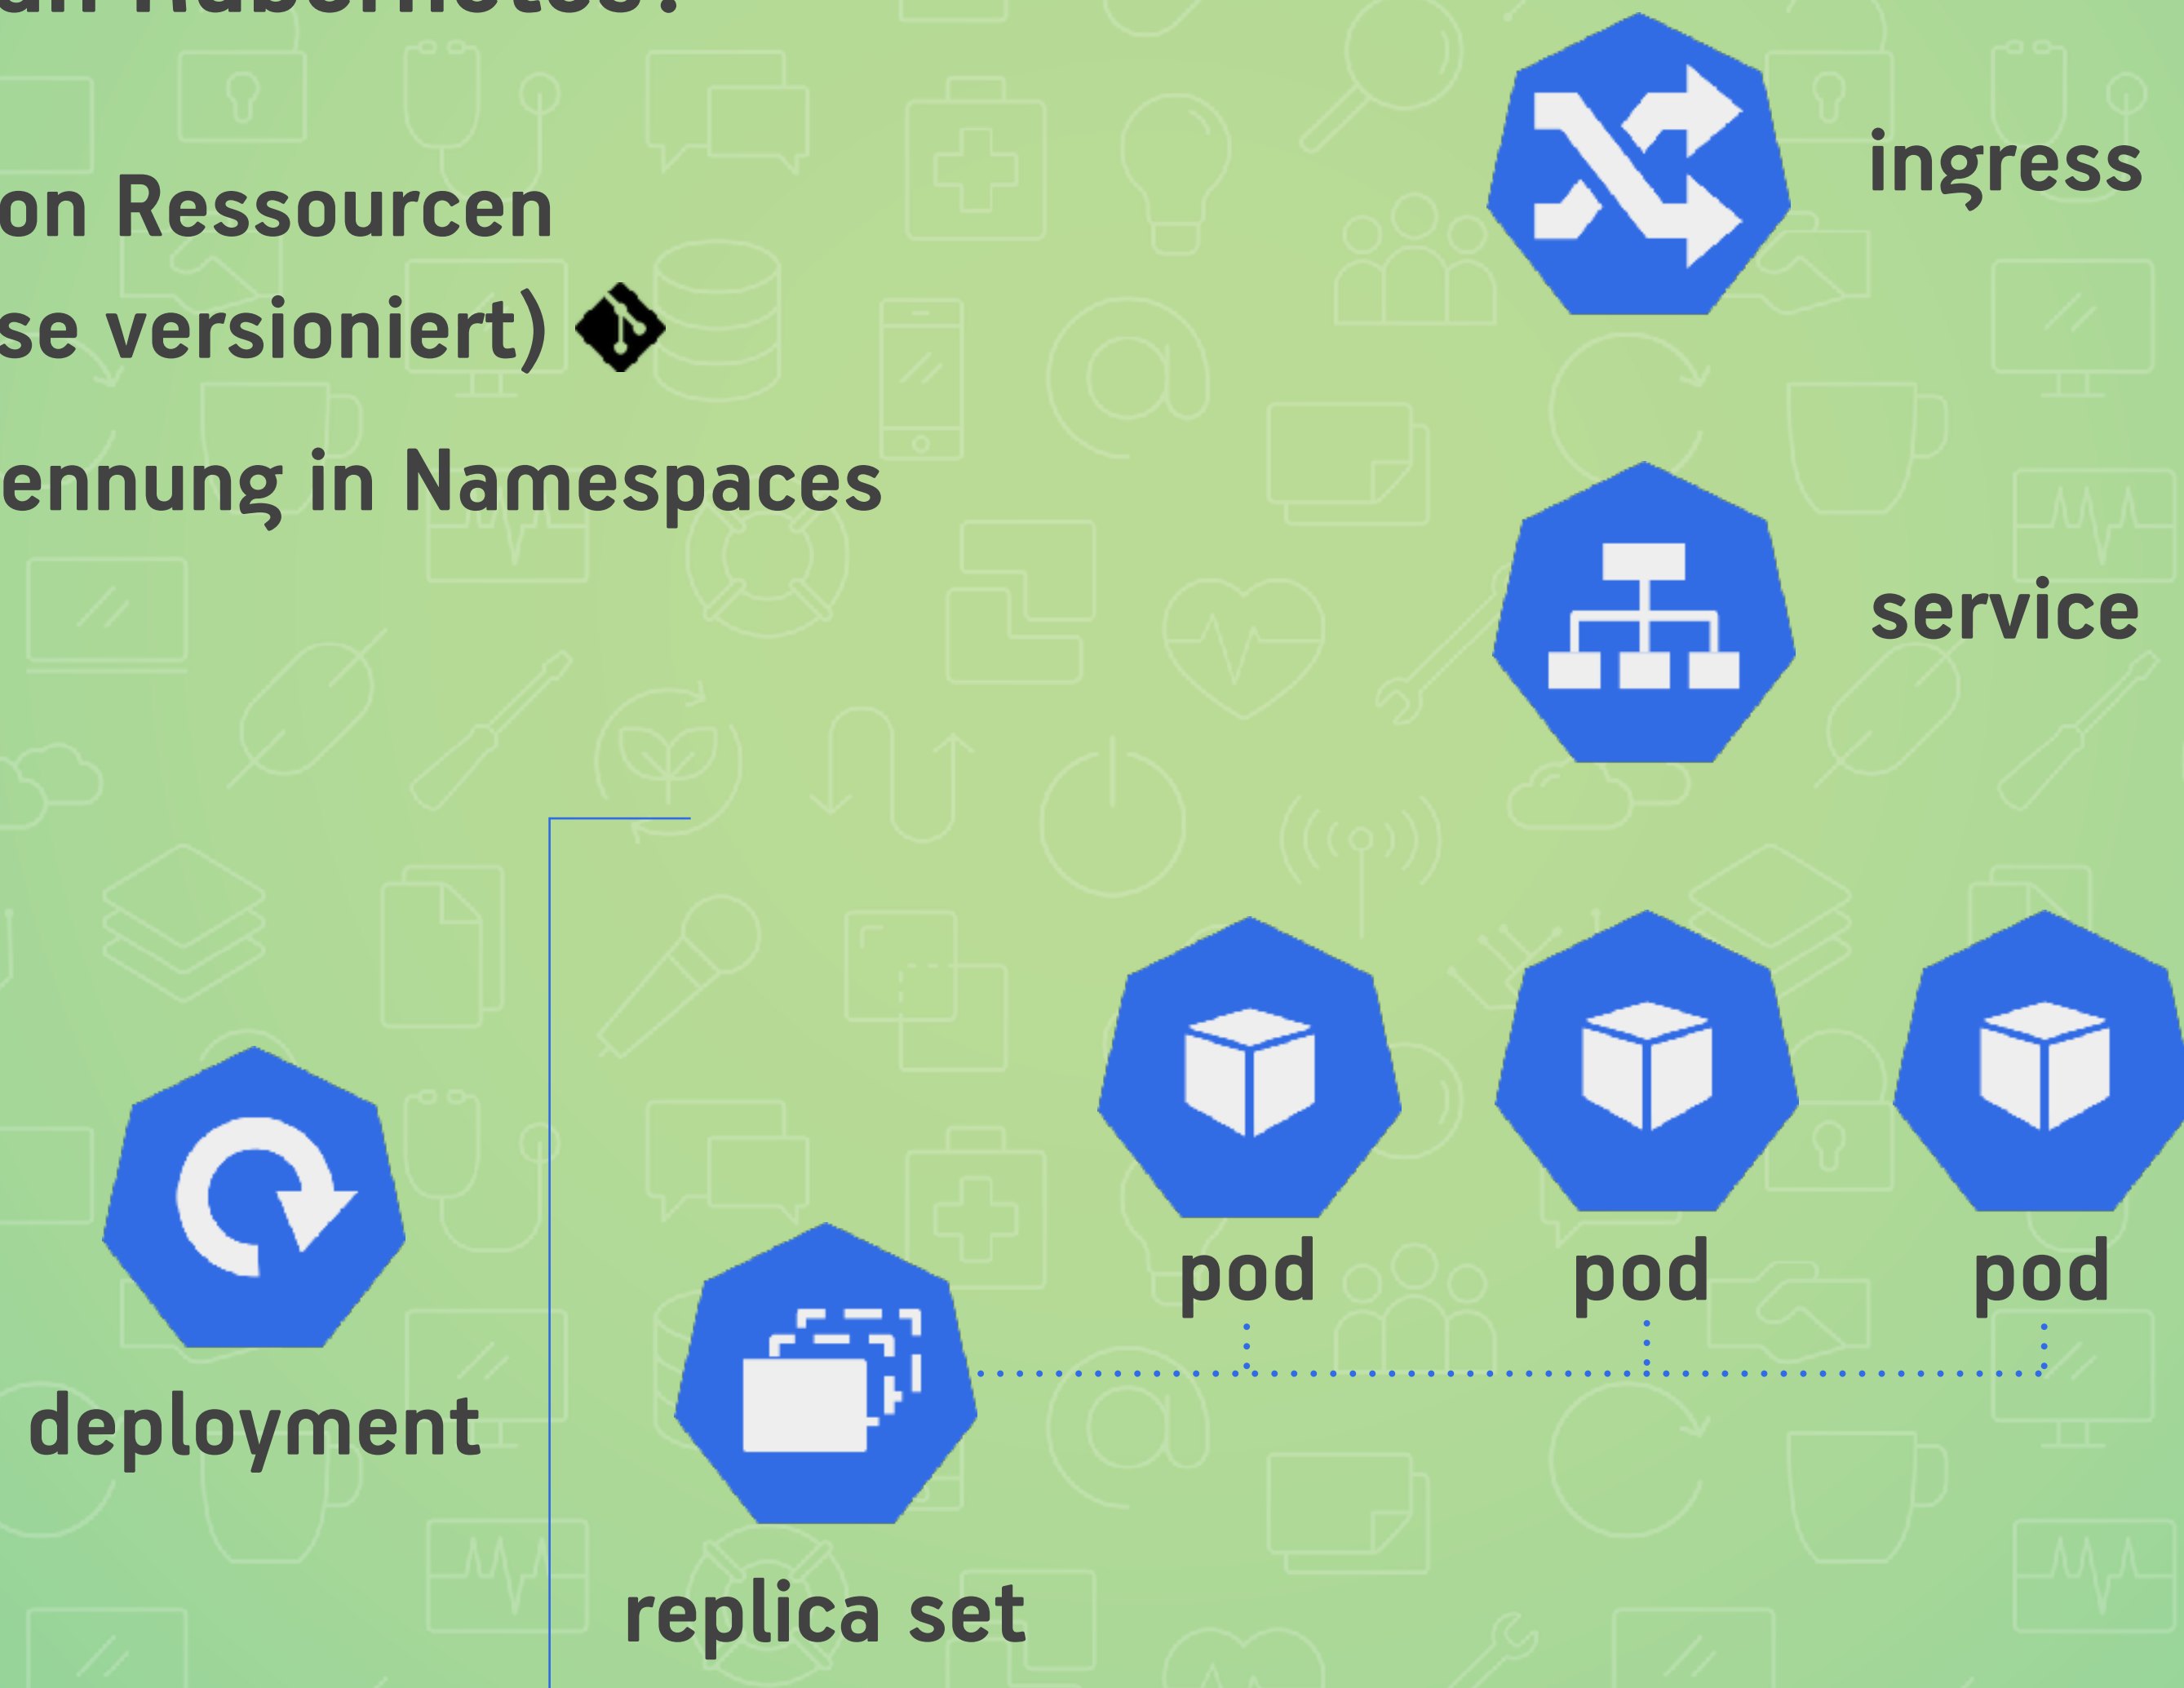 on Ressourcen
se versioniert)
ennung in Namespaces
ingress
service
pod pod pod
deployment
replica set